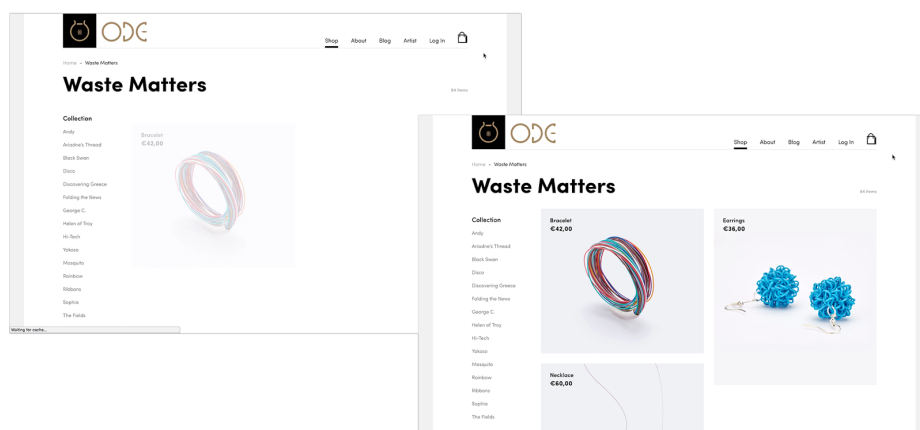 ODE
Shop About Blog Artist Log In
Home - Waste Matters
Waste Matters
84 Items
Collection
Andy
Ariadne's Thread
Black Swan
Disco
Discovering Greece
Folding the News
George C.
Helen of Troy
Hi-Tech
Yokoso
Mosquito
Rainbow
Ribbons
Sophie
The Fields
Bracelet
€42,00
Waiting for cache...
ODE
Shop About Blog Artist Log In
Home - Waste Matters
Waste Matters
84 Items
Collection
Andy
Ariadne's Thread
Black Swan
Disco
Discovering Greece
Folding the News
George C.
Helen of Troy
Hi-Tech
Yokoso
Mosquito
Rainbow
Ribbons
Sophie
The Fields
Bracelet
€42,00
Earrings
€36,00
Necklace
€60,00